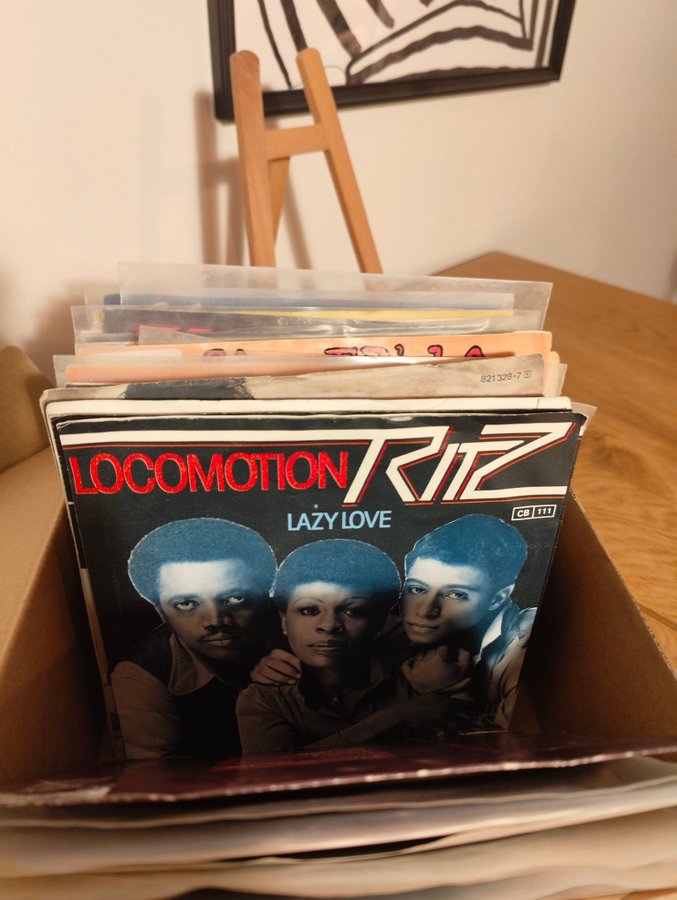 821 328-7
LOCOMOTION RITZ
LAZY LOVE
CB 111